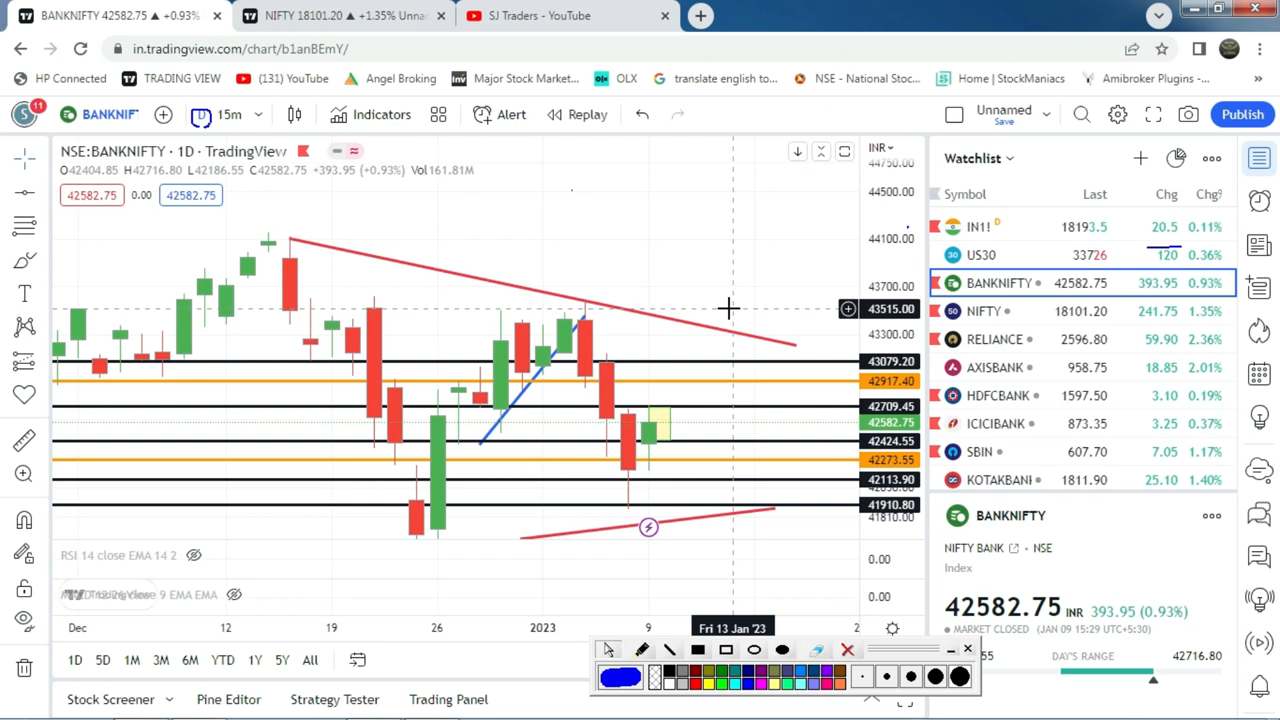 BANKNIFTY 42582.75 ▲ +0.93% × NIFTY 18101.20 ▲ +1.35% Unna × SJ Traders - YouTube ×
in.tradingview.com/chart/b1anBEmY/
HP Connected TRADING VIEW (131) YouTube Angel Broking Major Stock Market... OLX translate english to... NSE - National Stoc... Home | StockManiacs Amibroker Plugins -... »
S 11 BANKNIF D 15m Indicators Alert Replay Unnamed Save Publish
NSE:BANKNIFTY · 1D · TradingView INR
O42404.85 H42716.80 L42186.55 C42582.75 +393.95 (+0.93%) Vol161.81M
42582.75 0.00 42582.75
44750.00
44500.00
44100.00
43700.00
43515.00
43300.00
43079.20
42917.40
42709.45
42582.75
42424.55
42273.55
42113.90
41910.80
41810.00
RSI 14 close EMA 14 2
0.00
close 9 EMA EMA
0.00
Dec 12 19 26 2023 9 Fri 13 Jan '23 2
1D 5D 1M 3M 6M YTD 1Y 5Y All
Stock Screener Pine Editor Strategy Tester Trading Panel
Watchlist
Symbol Last Chg Chg%
IN1! D 18193.5 20.5 0.11%
US30 33726 120 0.36%
BANKNIFTY 42582.75 393.95 0.93%
NIFTY 18101.20 241.75 1.35%
RELIANCE 2596.80 59.90 2.36%
AXISBANK 958.75 18.85 2.01%
HDFCBANK 1597.50 3.10 0.19%
ICICIBANK 873.35 3.25 0.37%
SBIN 607.70 7.05 1.17%
KOTAKBANK 1811.90 25.10 1.40%
BANKNIFTY
NIFTY BANK · NSE
Index
42582.75 INR 393.95 (0.93%)
MARKET CLOSED (JAN 09 15:29 UTC+5:30)
55 DAY'S RANGE 42716.80